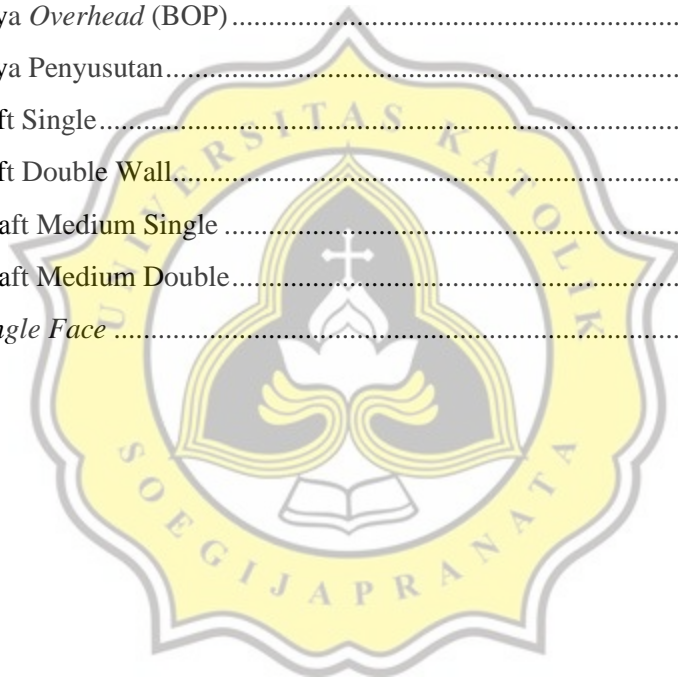 ya Overhead (BOP)....................................................................
ya Penyusutan.............................................................................
ft Single.......................................................................................
ft Double Wall............................................................................
aft Medium Single .....................................................................
aft Medium Double....................................................................
ngle Face ....................................................................................
UNIVERSITAS KATOLIK
SOEGIJAPRANATA